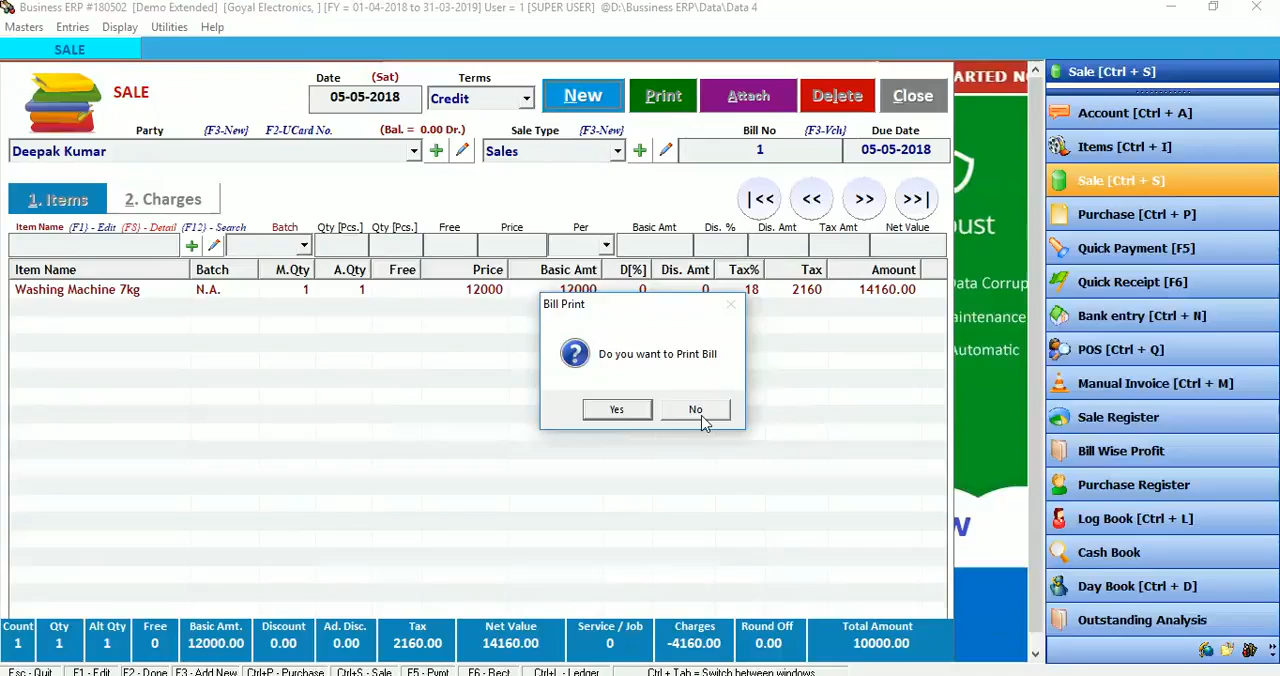 Business ERP #180502 [Demo Extended] [Goyal Electronics, ] [FY = 01-04-2018 to 31-03-2019] User = 1 [SUPER USER] @D:\Bussiness ERP\Data\Data 4
Masters Entries Display Utilities Help
SALE
SALE
Date (Sat) Terms
05-05-2018 Credit New Print Attach Delete Close
Party {F3-New} F2-UCard No. (Bal. = 0.00 Dr.) Sale Type {F3-New} Bill No {F3-Vch} Due Date
Deepak Kumar Sales 1 05-05-2018
1. Items 2. Charges |<< << >> >>|
Item Name {F1} - Edit {F8} - Detail {F12} - Search Batch Qty [Pcs.] Qty [Pcs.] Free Price Per Basic Amt Dis. % Dis. Amt Tax Amt Net Value
Item Name Batch M.Qty A.Qty Free Price Basic Amt D[%] Dis. Amt Tax% Tax Amount
Washing Machine 7kg N.A. 1 1 12000 12000 0 0 18 2160 14160.00
Bill Print
Do you want to Print Bill
Yes No
Count Qty Alt Qty Free Basic Amt. Discount Ad. Disc. Tax Net Value Service / Job Charges Round Off Total Amount
1 1 1 0 12000.00 0.00 0.00 2160.00 14160.00 0 -4160.00 0.00 10000.00
Esc - Quit F1 - Edit F2 - Done F3 - Add New Ctrl+P - Purchase Ctrl+S - Sale F5 - Pymt F6 - Rect Ctrl+L - Ledger Ctrl + Tab = Switch between windows
Sale [Ctrl + S]
Account [Ctrl + A]
Items [Ctrl + I]
Sale [Ctrl + S]
Purchase [Ctrl + P]
Quick Payment [F5]
Quick Receipt [F6]
Bank entry [Ctrl + N]
POS [Ctrl + Q]
Manual Invoice [Ctrl + M]
Sale Register
Bill Wise Profit
Purchase Register
Log Book [Ctrl + L]
Cash Book
Day Book [Ctrl + D]
Outstanding Analysis